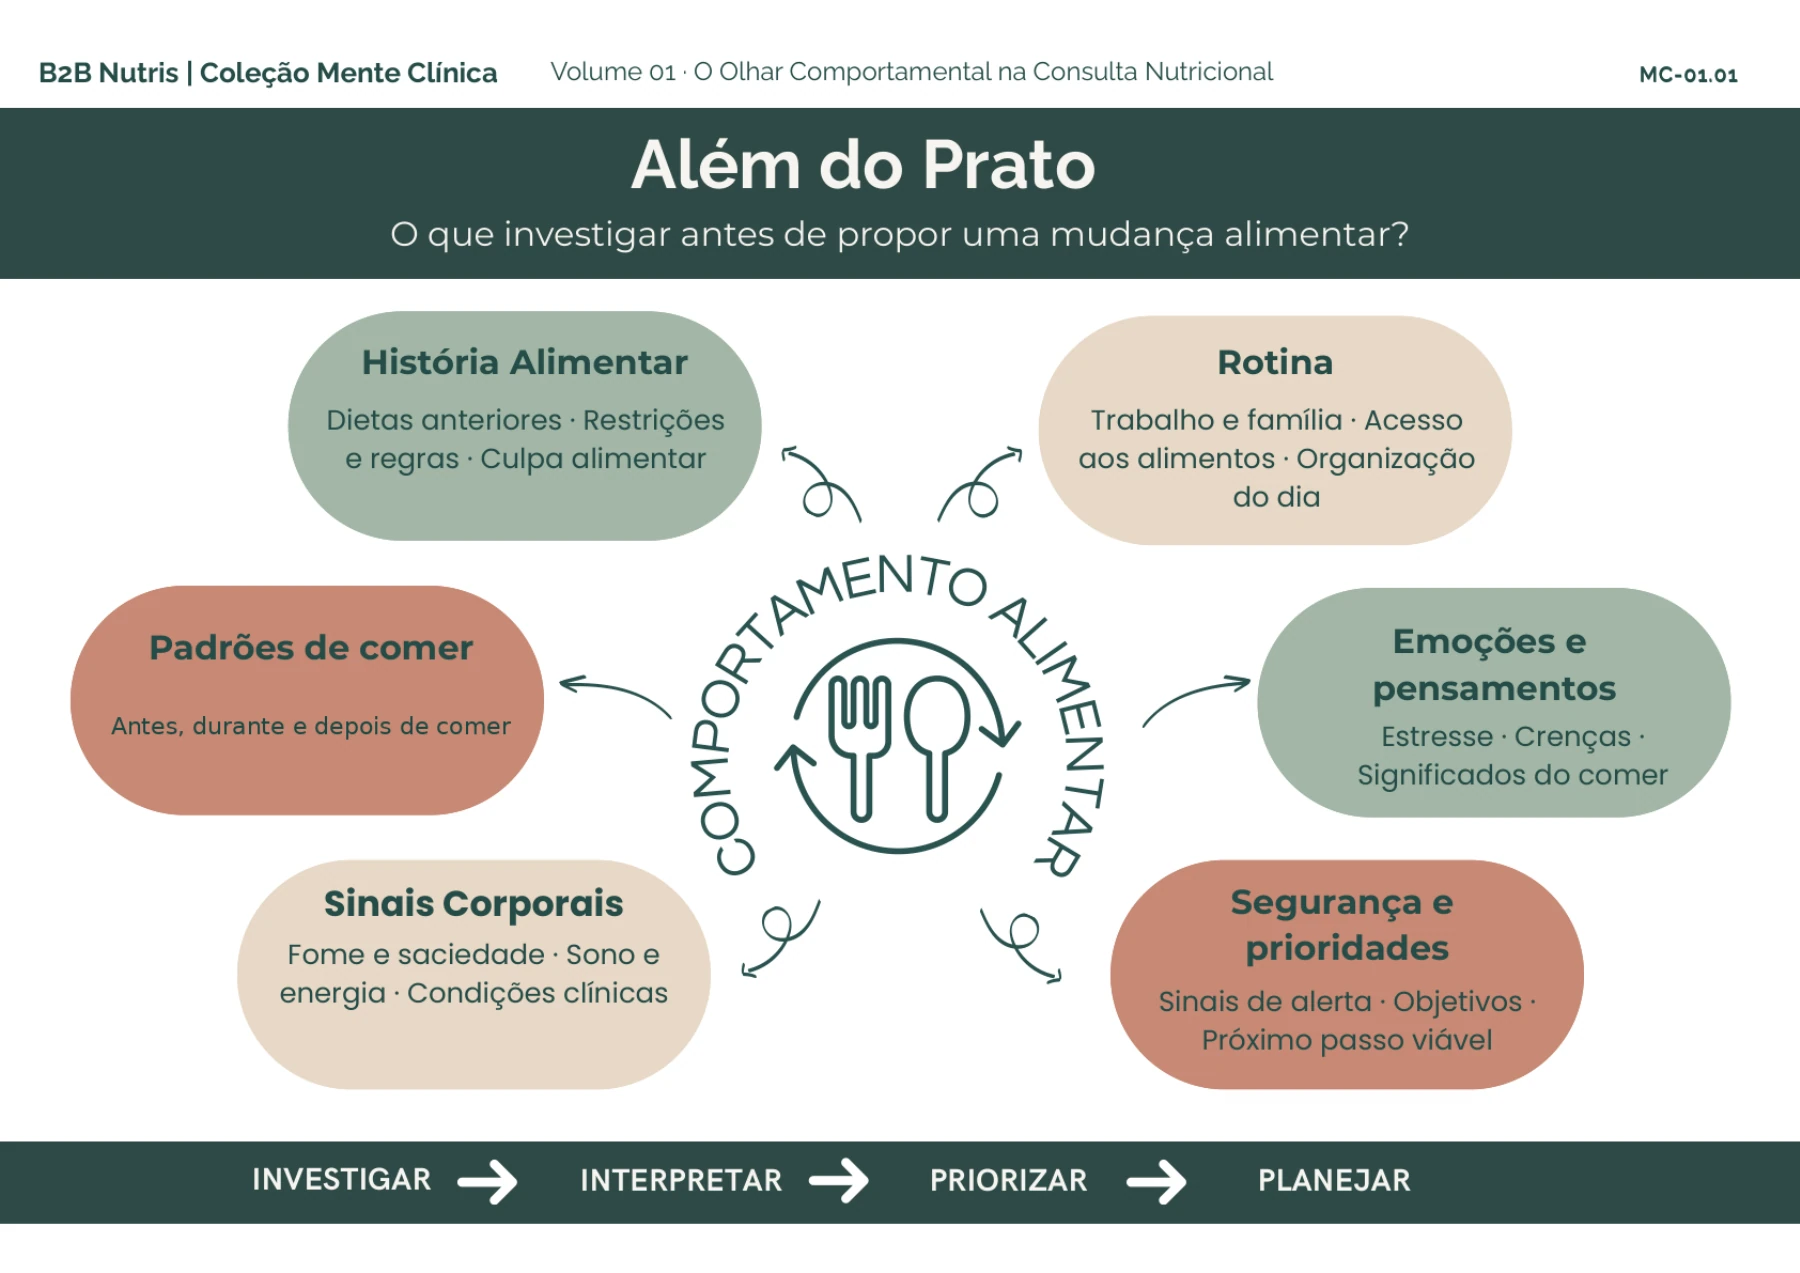 B2B Nutris | Coleção Mente Clínica
Volume 01 · O Olhar Comportamental na Consulta Nutricional
MC-01.01
Além do Prato
O que investigar antes de propor uma mudança alimentar?
História Alimentar
Dietas anteriores · Restrições
e regras · Culpa alimentar
Rotina
Trabalho e família · Acesso
aos alimentos · Organização
do dia
COMPORTAMENTO ALIMENTAR
Padrões de comer
Antes, durante e depois de comer
Emoções e
pensamentos
Estresse · Crenças ·
Significados do comer
Sinais Corporais
Fome e saciedade · Sono e
energia · Condições clínicas
Segurança e
prioridades
Sinais de alerta · Objetivos ·
Próximo passo viável
INVESTIGAR
INTERPRETAR
PRIORIZAR
PLANEJAR